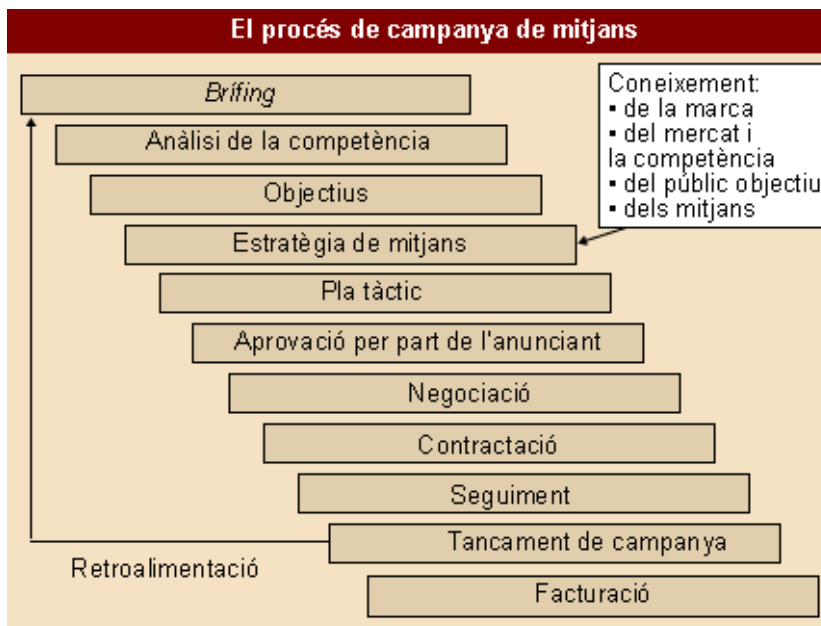 El procés de campanya de mitjans
Brífing
Coneixement:
▪ de la marca
▪ del mercat i
la competència
▪ del públic objectiu
▪ dels mitjans
Anàlisi de la competència
Objectius
Estratègia de mitjans
Pla tàctic
Aprovació per part de l'anunciant
Negociació
Contractació
Seguiment
Tancament de campanya
Retroalimentació
Facturació